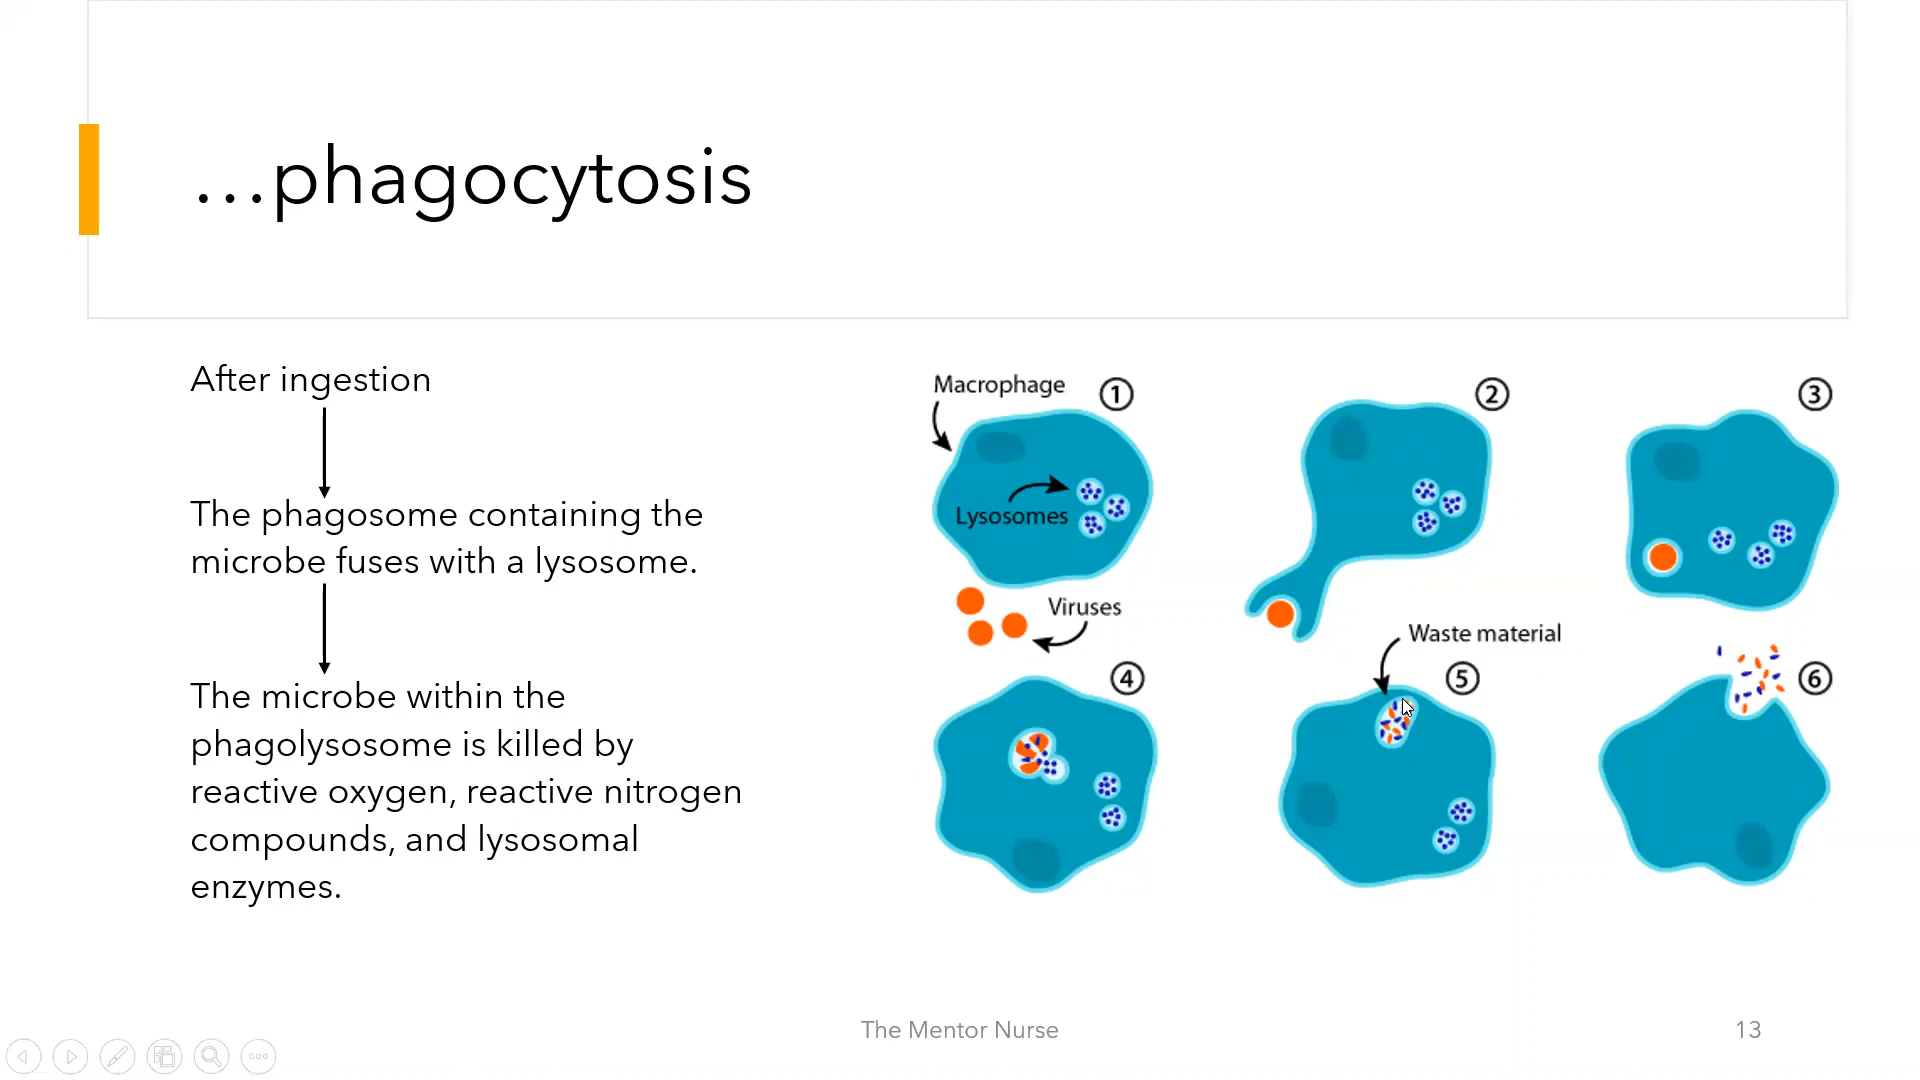 …phagocytosis
After ingestion
The phagosome containing the
microbe fuses with a lysosome.
The microbe within the
phagolysosome is killed by
reactive oxygen, reactive nitrogen
compounds, and lysosomal
enzymes.
Macrophage
①
②
③
Lysosomes
Viruses
Waste material
④
⑤
⑥
The Mentor Nurse
13